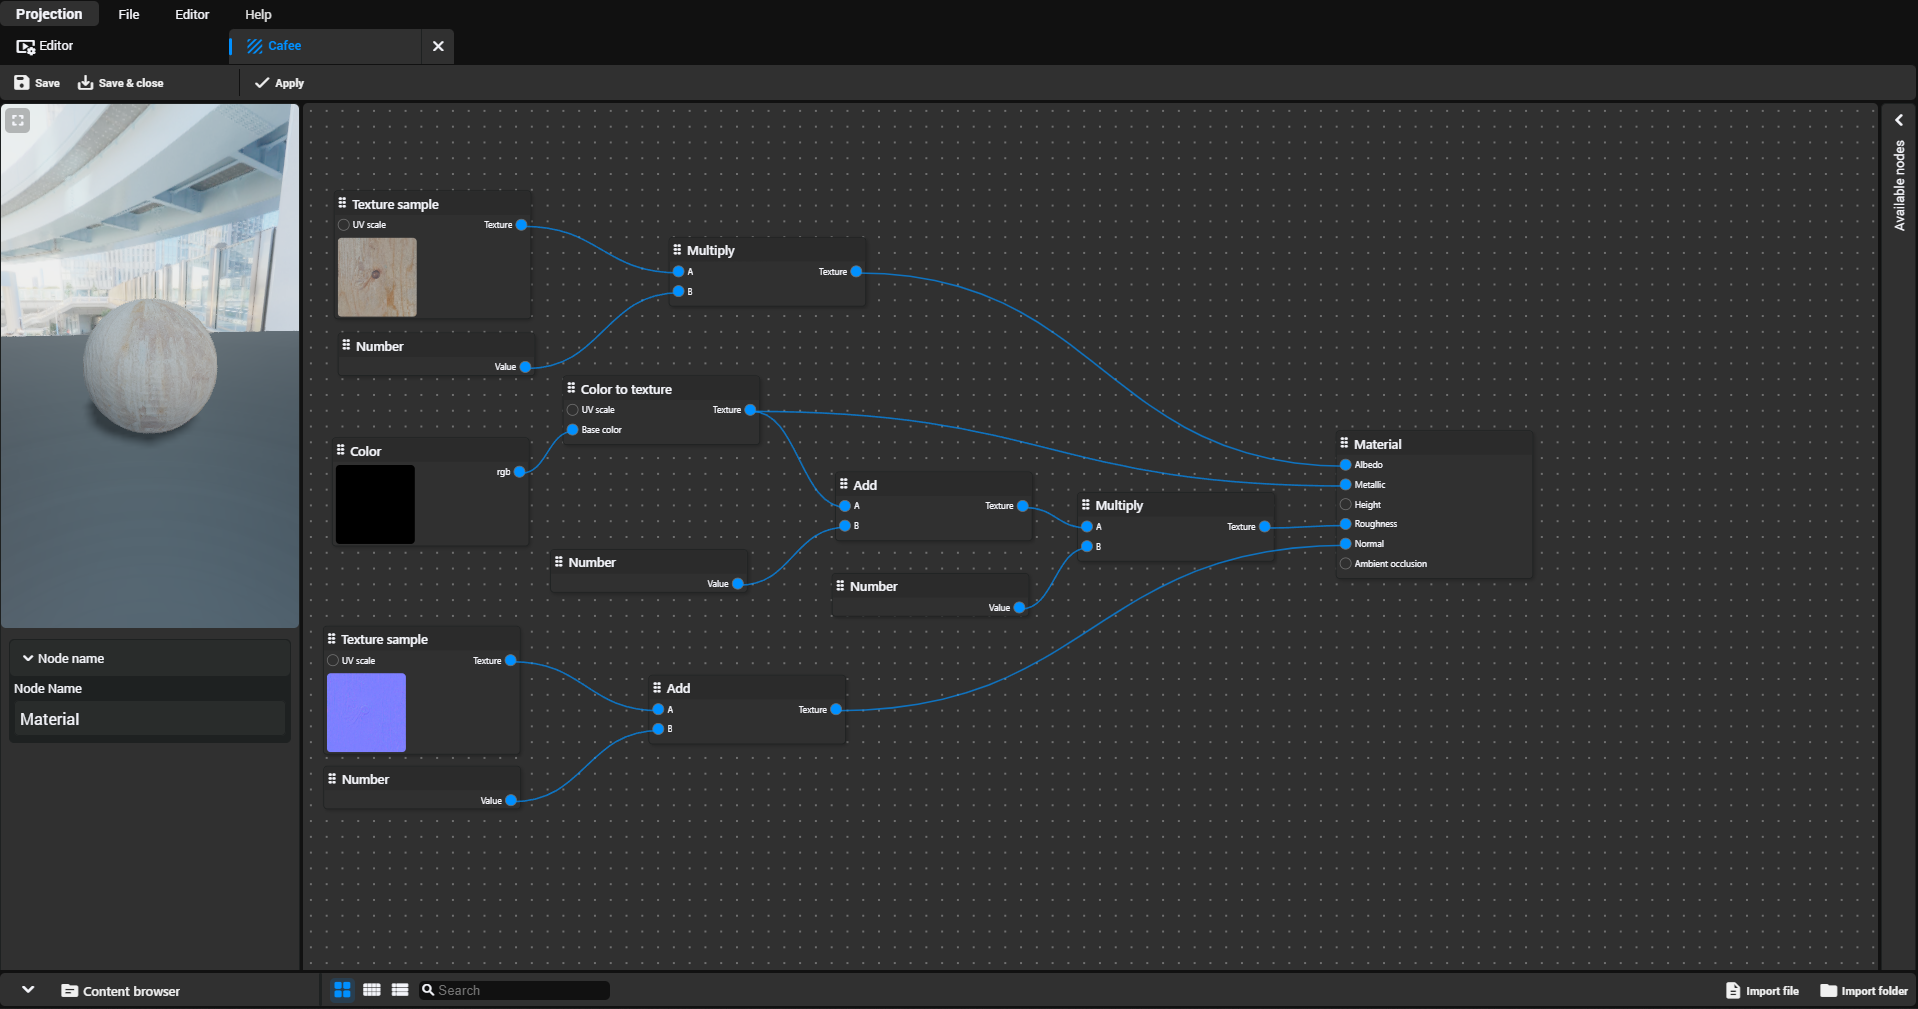 Projection File Editor Help
Editor Cafee
Save Save & close Apply
Available nodes
Texture sample
UV scale Texture
Multiply
A Texture
B
Number
Value
Color to texture
UV scale Texture
Base color
Color
rgb
Material
Albedo
Metallic
Height
Roughness
Normal
Ambient occlusion
Add
A Texture
B
Multiply
A Texture
B
Number
Value
Number
Value
Texture sample
UV scale Texture
Add
A Texture
B
Number
Value
Node name
Node Name
Material
Content browser Search Import file Import folder